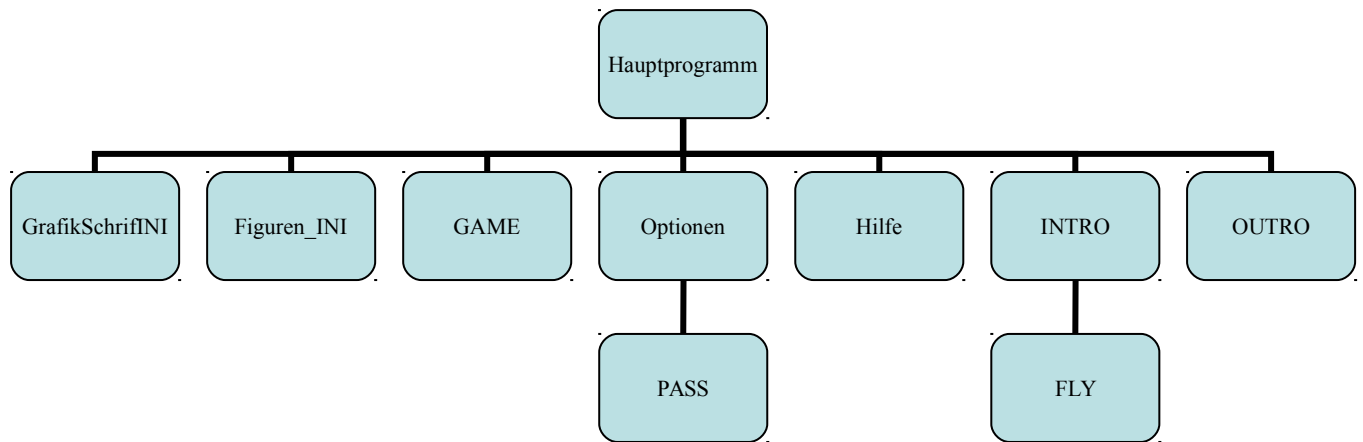 Hauptprogramm
GrafikSchrifINI
Figuren_INI
GAME
Optionen
Hilfe
INTRO
OUTRO
PASS
FLY